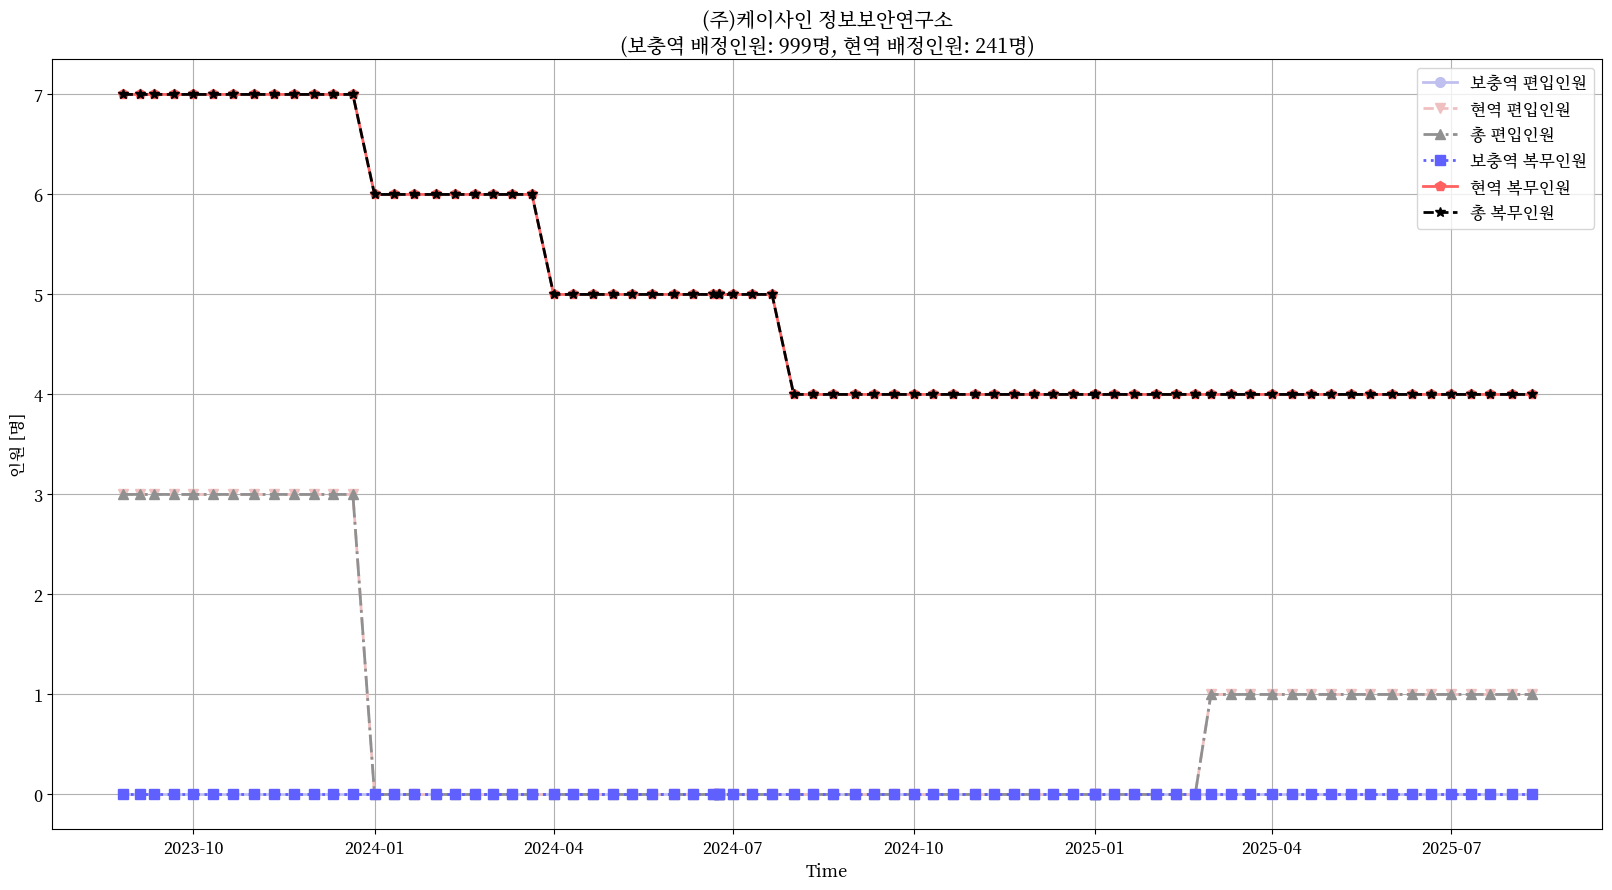 (주)케이사인 정보보안연구소
(보충역 배정인원: 999명, 현역 배정인원: 241명)
보충역 편입인원
현역 편입인원
총 편입인원
보충역 복무인원
현역 복무인원
총 복무인원
인원 [명]
7
6
5
4
3
2
1
0
2023-10
2024-01
2024-04
2024-07
2024-10
2025-01
2025-04
2025-07
Time